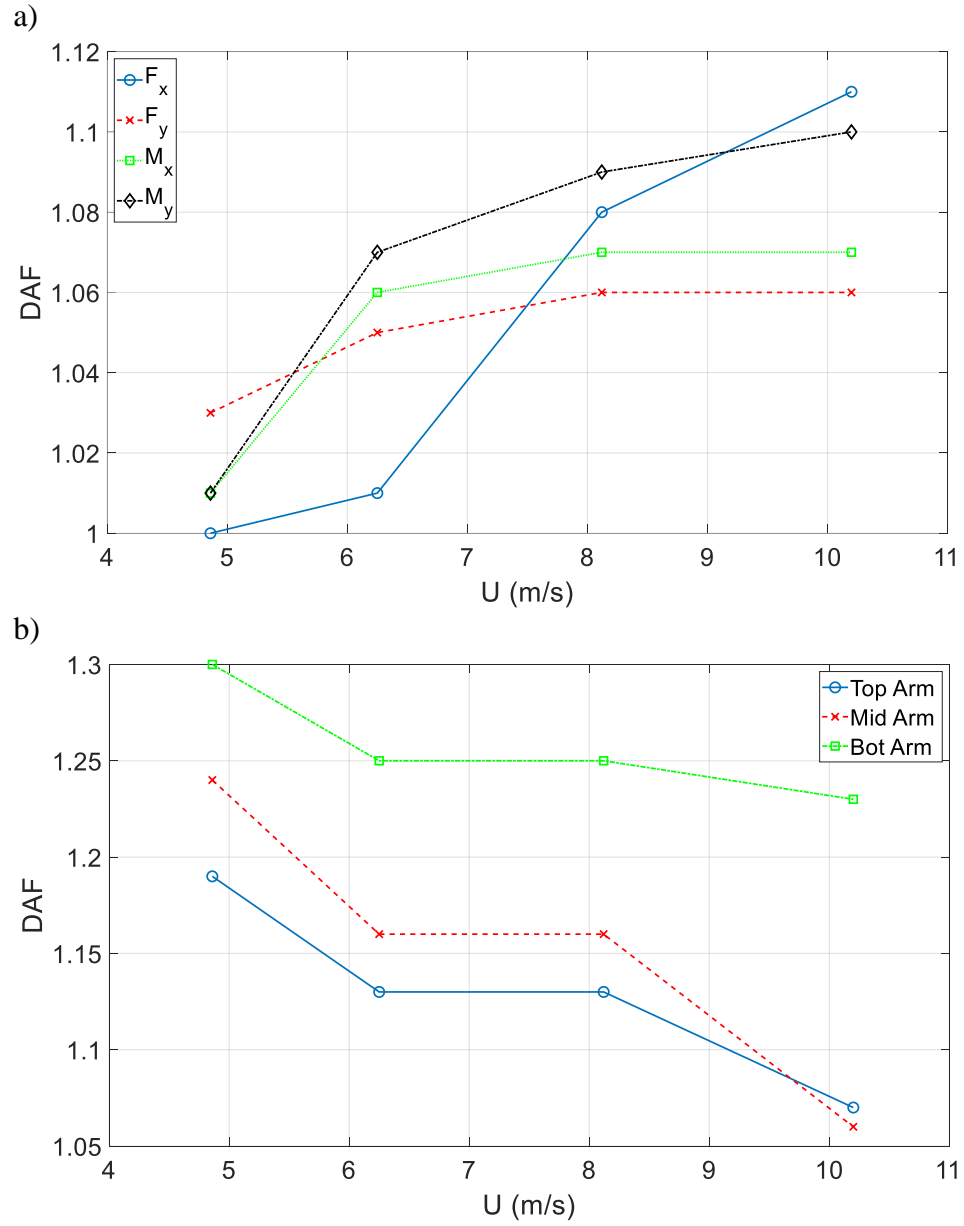 a)
1.12
1.1
1.08
1.06
1.04
1.02
1
DAF
F_x
F_y
M_x
M_y
4 5 6 7 8 9 10 11
U (m/s)
b)
1.3
1.25
1.2
1.15
1.1
1.05
DAF
Top Arm
Mid Arm
Bot Arm
4 5 6 7 8 9 10 11
U (m/s)